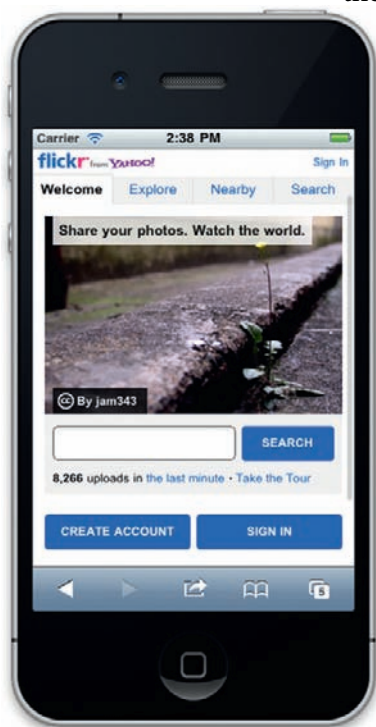 Carrier 2:38 PM
flickr from YAHOO! Sign In
Welcome Explore Nearby Search
Share your photos. Watch the world.
cc By jam343
SEARCH
8,266 uploads in the last minute · Take the Tour
CREATE ACCOUNT SIGN IN
5